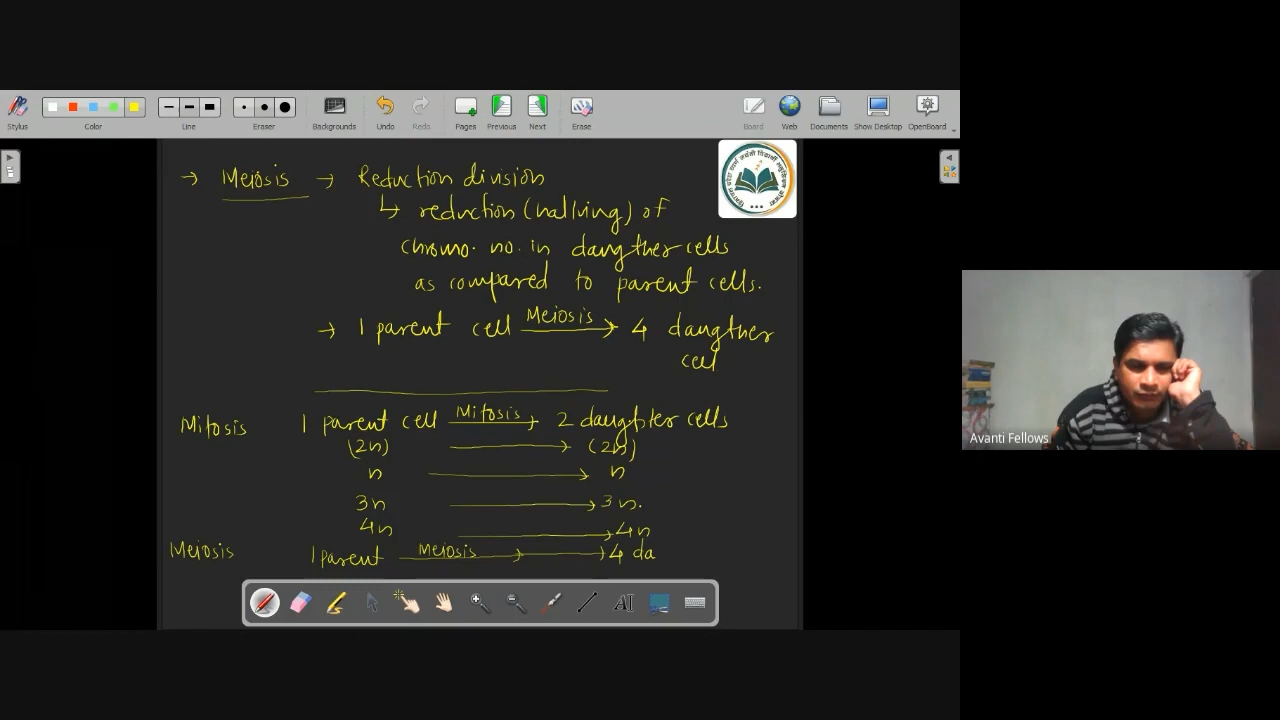 Stylus Color Line Eraser Backgrounds Undo Redo Pages Previous Next Erase Board Web Documents Show Desktop OpenBoard
→ Meiosis → Reduction division
↳ reduction (halving) of
chromo. no. in daugther cells
as compared to parent cells.
→ 1 parent cell Meiosis → 4 daugther
cell
Mitosis 1 parent cell Mitosis → 2 daughter cells
(2n) → (2n)
n → n
3n → 3n.
4n → 4n
Meiosis 1 parent Meiosis → → 4 da
AI
Avanti Fellows